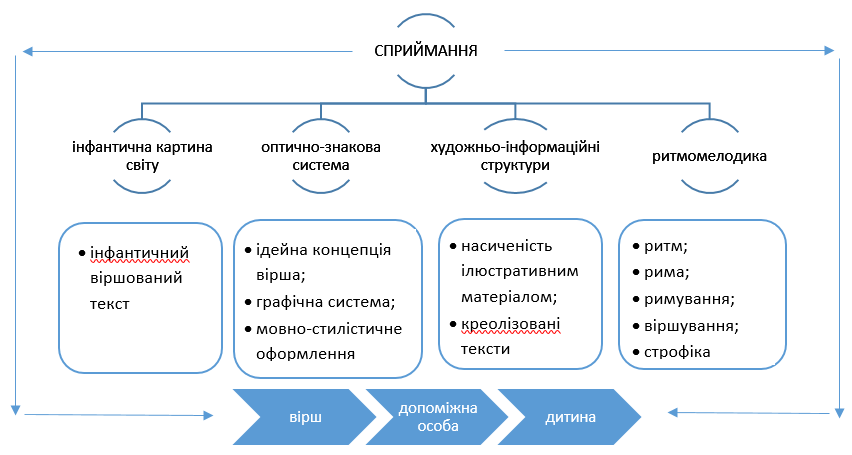 СПРИЙМАННЯ
інфантична картина
світу
оптично-знакова
система
художньо-інформаційні
структури
ритмомелодика
• інфантичний
віршований
текст
• ідейна концепція
вірша;
• графічна система;
• мовно-стилістичне
оформлення
• насиченість
ілюстративним
матеріалом;
• креолізовані
тексти
• ритм;
• рима;
• римування;
• віршування;
• строфіка
вірш
допоміжна
особа
дитина